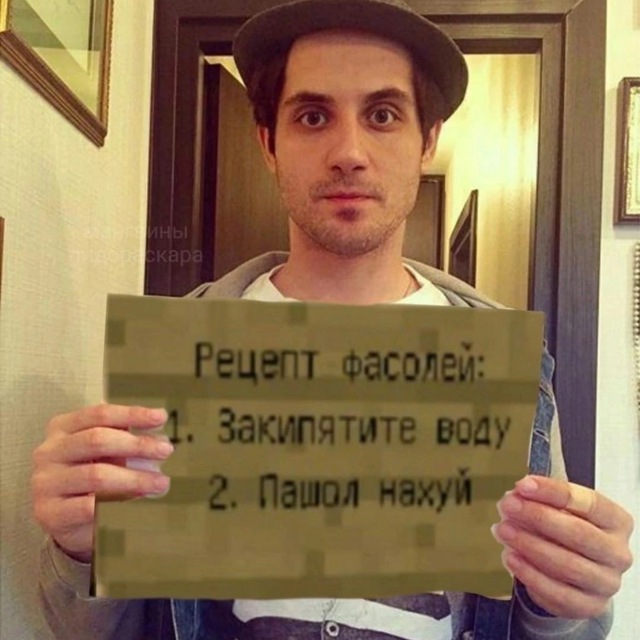 Рецепт фасолей:
1. Закипятите воду
2. Пашол нахуй